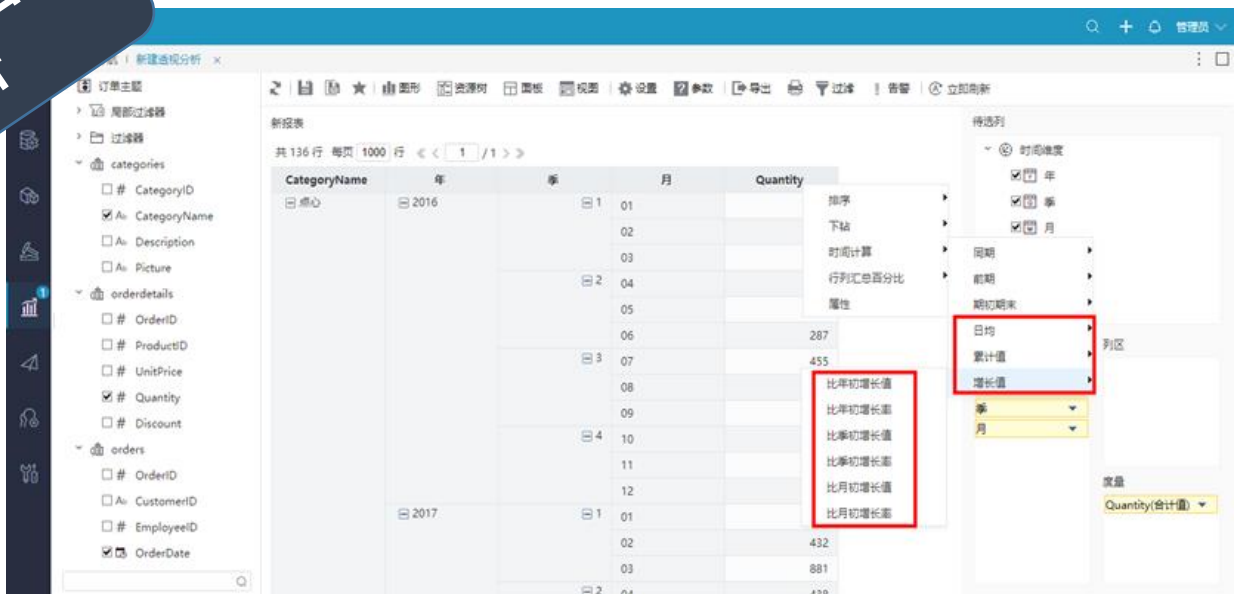 管理员
新建透视分析 ×
订单主题
局部过滤器
过滤器
categories
# CategoryID
CategoryName
Description
Picture
orderdetails
# OrderID
# ProductID
# UnitPrice
# Quantity
# Discount
orders
# OrderID
CustomerID
# EmployeeID
OrderDate
1
图形 资源树 面板 视图 设置 参数 导出 过滤 告警 立即刷新
新报表
共 136 行 每页 1000 行 1 /1
CategoryName 年 季 月 Quantity
点心 2016 1 01
02
03
2 04
05
06 287
3 07 455
08
09
4 10
11
12
2017 1 01
02 432
03 881
2 04 439
排序
下钻
时间计算
行列汇总百分比
属性
同期
前期
期初期末
日均
累计值
增长值
比年初增长值
比年初增长率
比季初增长值
比季初增长率
比月初增长值
比月初增长率
待选列
时间维度
年
季
月
列区
季
月
度量
Quantity(合计值)